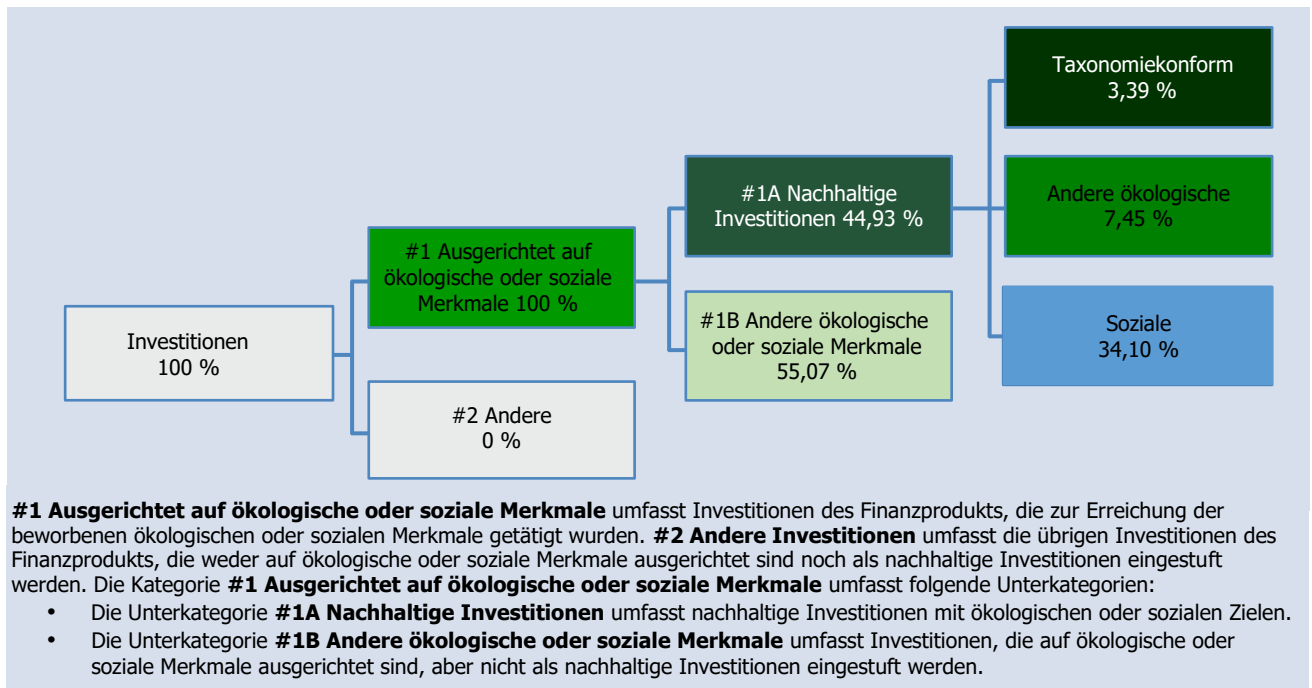 Investitionen
100 %
#1 Ausgerichtet auf
ökologische oder soziale
Merkmale 100 %
#2 Andere
0 %
#1A Nachhaltige
Investitionen 44,93 %
#1B Andere ökologische
oder soziale Merkmale
55,07 %
Taxonomiekonform
3,39 %
Andere ökologische
7,45 %
Soziale
34,10 %
#1 Ausgerichtet auf ökologische oder soziale Merkmale umfasst Investitionen des Finanzprodukts, die zur Erreichung der
beworbenen ökologischen oder sozialen Merkmale getätigt wurden. #2 Andere Investitionen umfasst die übrigen Investitionen des
Finanzprodukts, die weder auf ökologische oder soziale Merkmale ausgerichtet sind noch als nachhaltige Investitionen eingestuft
werden. Die Kategorie #1 Ausgerichtet auf ökologische oder soziale Merkmale umfasst folgende Unterkategorien:
• Die Unterkategorie #1A Nachhaltige Investitionen umfasst nachhaltige Investitionen mit ökologischen oder sozialen Zielen.
• Die Unterkategorie #1B Andere ökologische oder soziale Merkmale umfasst Investitionen, die auf ökologische oder
soziale Merkmale ausgerichtet sind, aber nicht als nachhaltige Investitionen eingestuft werden.